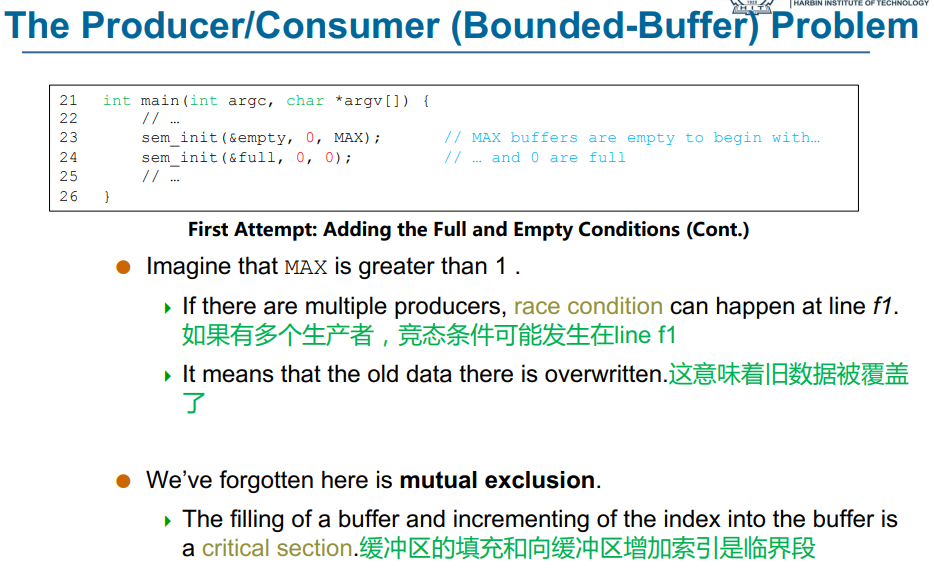 HARBIN INSTITUTE OF TECHNOLOGY
H.I.T
The Producer/Consumer (Bounded-Buffer) Problem
21 int main(int argc, char *argv[]) {
22 // …
23 sem_init(&empty, 0, MAX); // MAX buffers are empty to begin with…
24 sem_init(&full, 0, 0); // … and 0 are full
25 // …
26 }
First Attempt: Adding the Full and Empty Conditions (Cont.)
Imagine that MAX is greater than 1 .
If there are multiple producers, race condition can happen at line f1.
如果有多个生产者，竞态条件可能发生在line f1
It means that the old data there is overwritten.这意味着旧数据被覆盖
了
We’ve forgotten here is mutual exclusion.
The filling of a buffer and incrementing of the index into the buffer is
a critical section.缓冲区的填充和向缓冲区增加索引是临界段